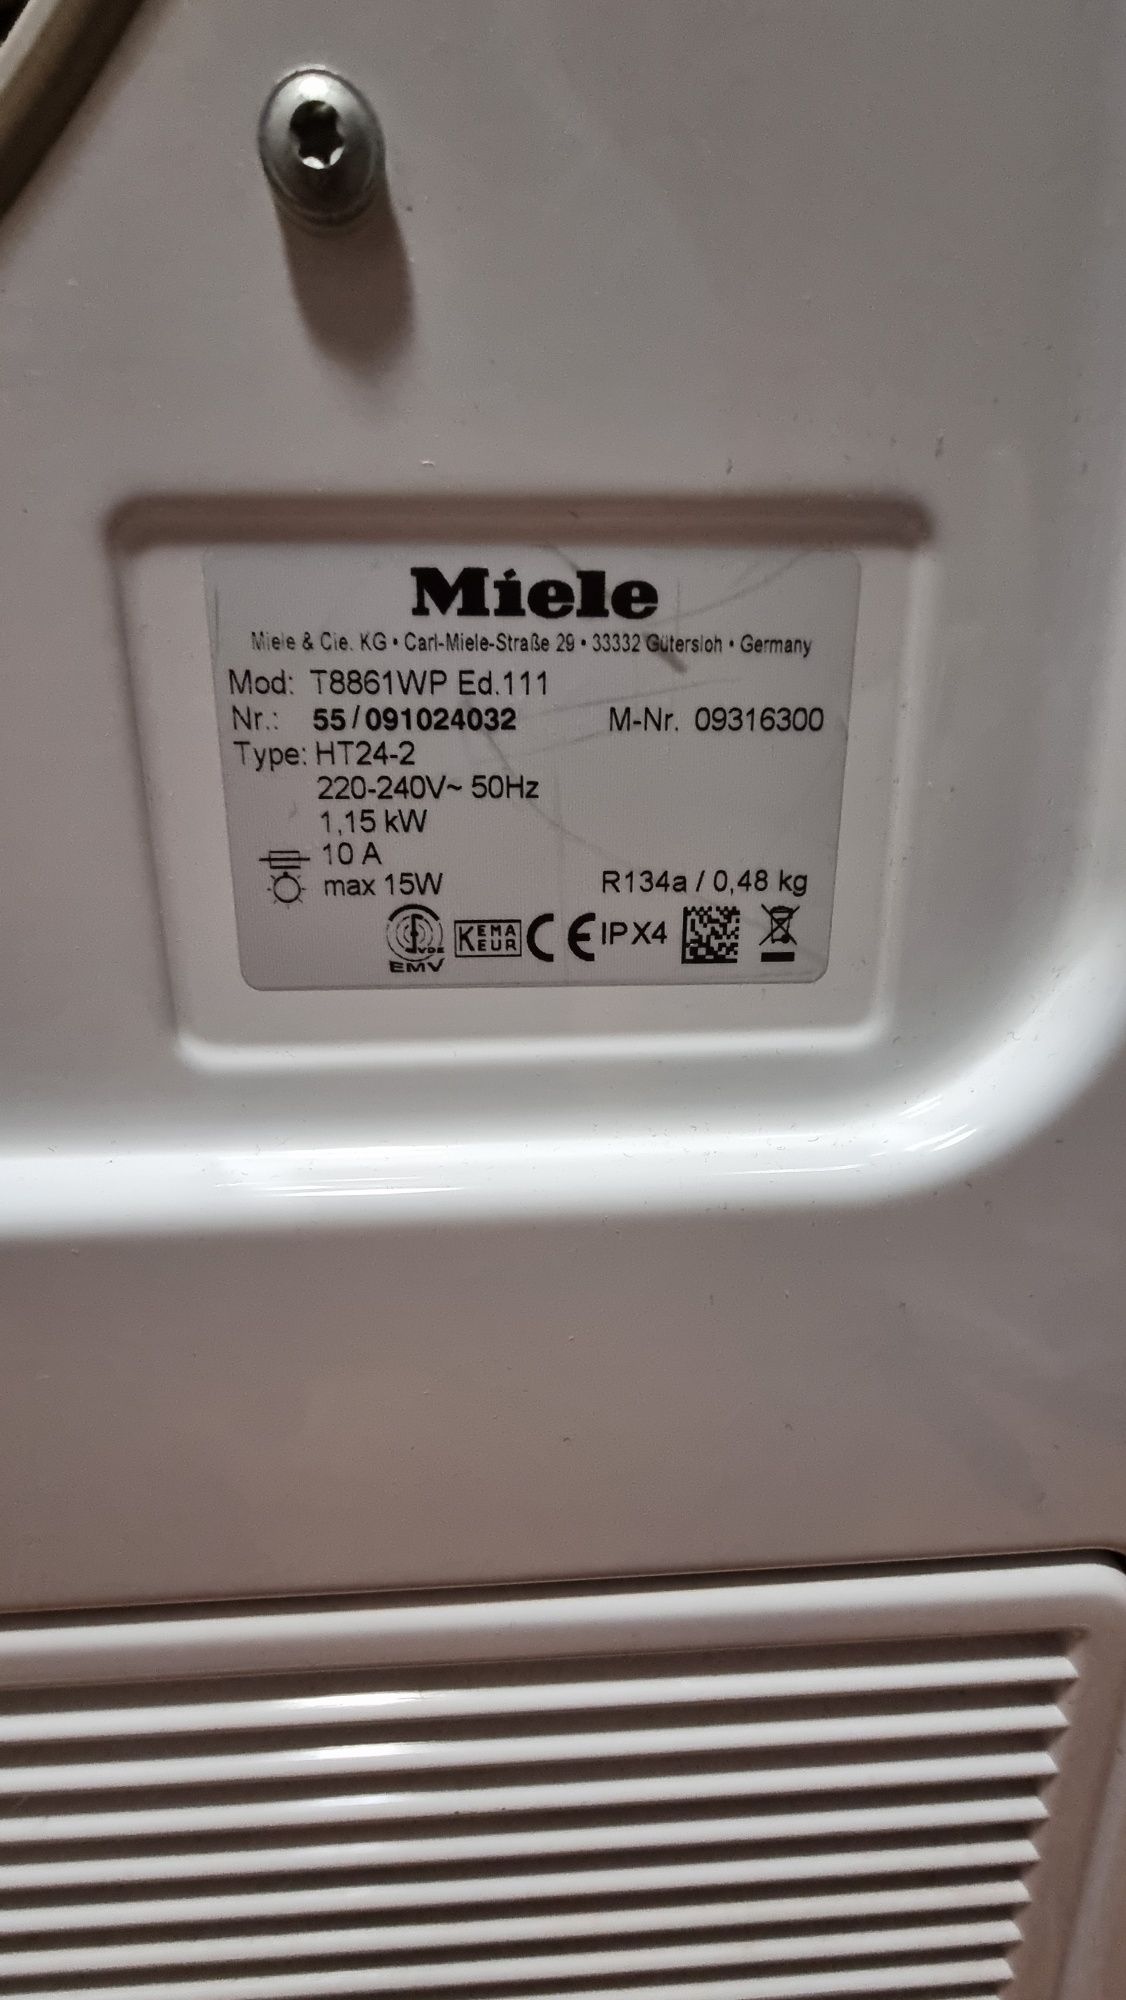 Miele
Miele & Cie. KG • Carl-Miele-Straße 29 • 33332 Gütersloh • Germany
Mod: T8861WP Ed.111
Nr.: 55/091024032 M-Nr. 09316300
Type: HT24-2
220-240V~ 50Hz
1,15 kW
10 A
max 15W R134a / 0,48 kg
VDE
EMV
KEMA
KEUR
CE IPX4